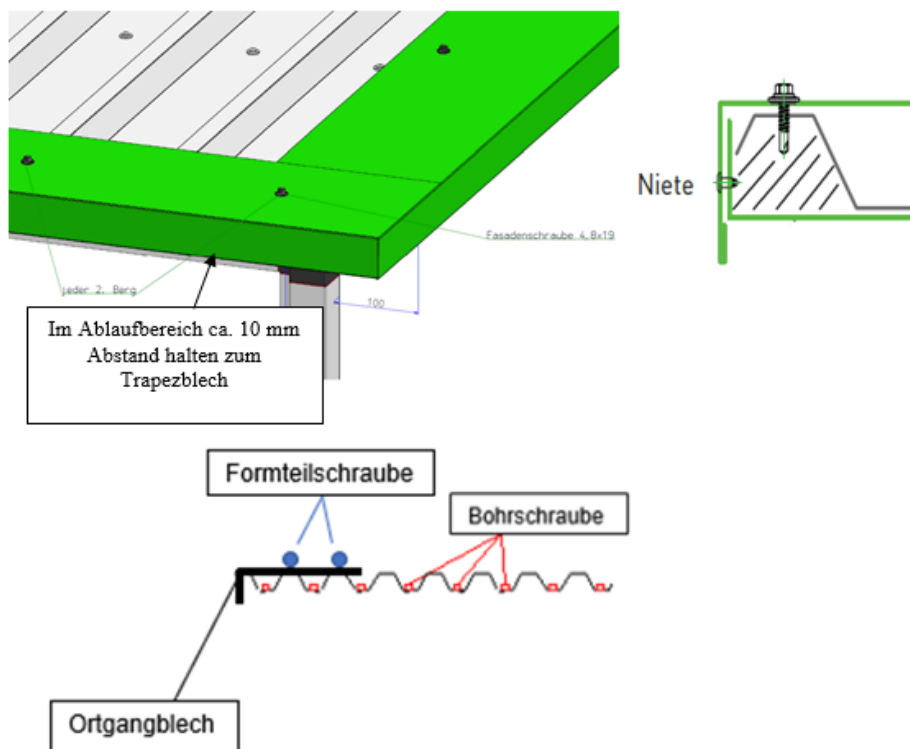 Niete
Fasadenschraube 4,8x19
jeder 2. Berg
100
Im Ablaufbereich ca. 10 mm
Abstand halten zum
Trapezblech
Formteilschraube
Bohrschraube
Ortgangblech